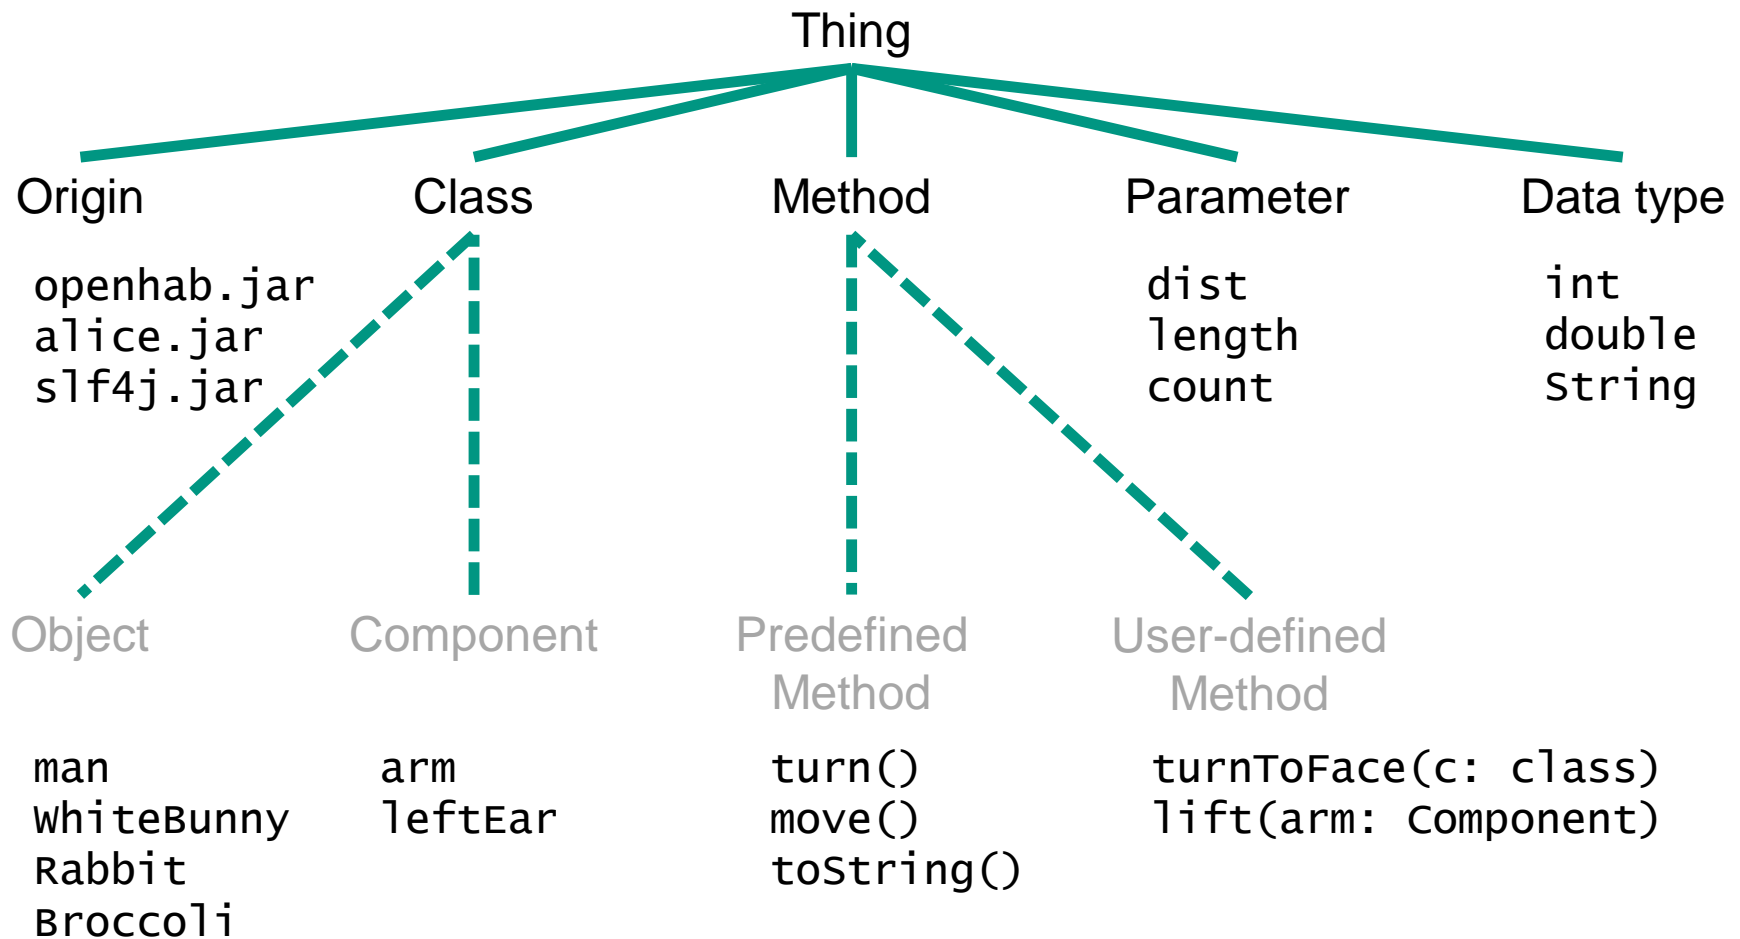 Thing
Origin
Class
Method
Parameter
Data type
openhab.jar
alice.jar
slf4j.jar
dist
length
count
int
double
String
Object
Component
Predefined
Method
User-defined
Method
man
WhiteBunny
Rabbit
Broccoli
arm
leftEar
turn()
move()
toString()
turnToFace(c: class)
lift(arm: Component)